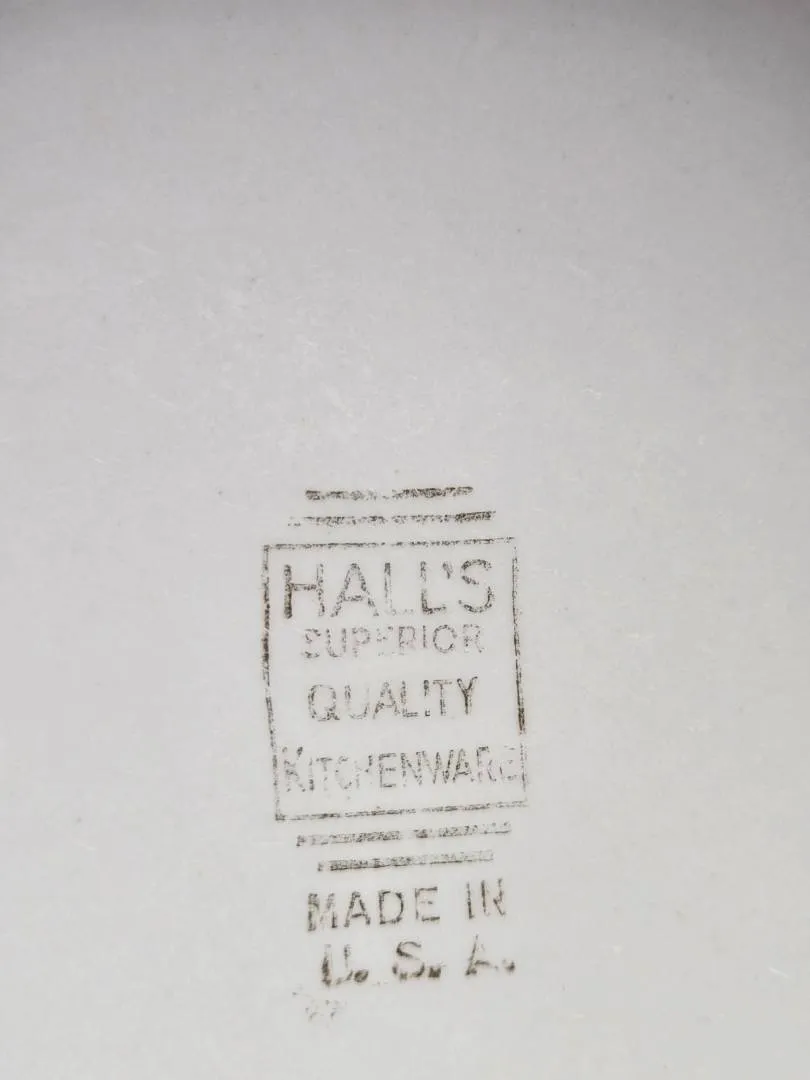 HALL'S
SUPERIOR
QUALITY
KITCHENWARE
MADE IN
U. S. A.